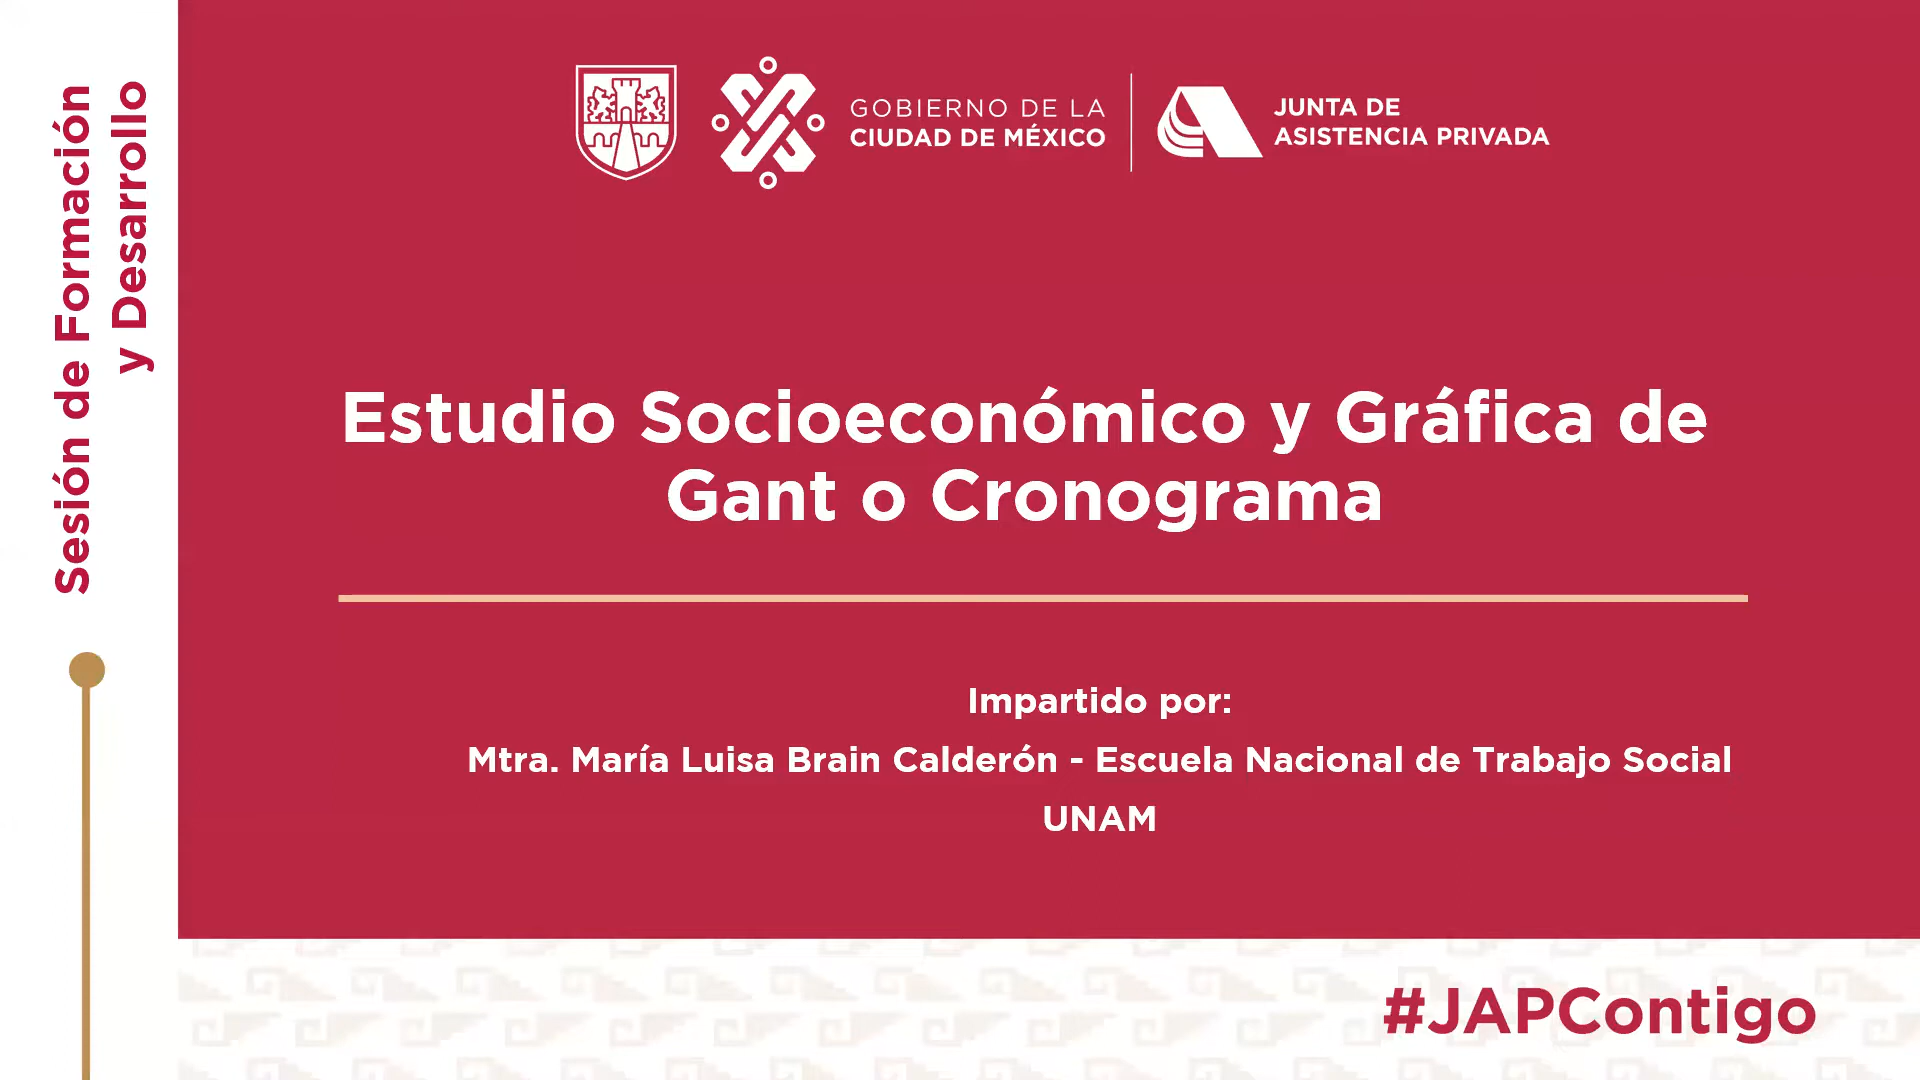 Sesión de Formación
y Desarrollo
GOBIERNO DE LA
CIUDAD DE MÉXICO
JUNTA DE
ASISTENCIA PRIVADA
Estudio Socioeconómico y Gráfica de
Gant o Cronograma
Impartido por:
Mtra. María Luisa Brain Calderón - Escuela Nacional de Trabajo Social
UNAM
#JAPContigo